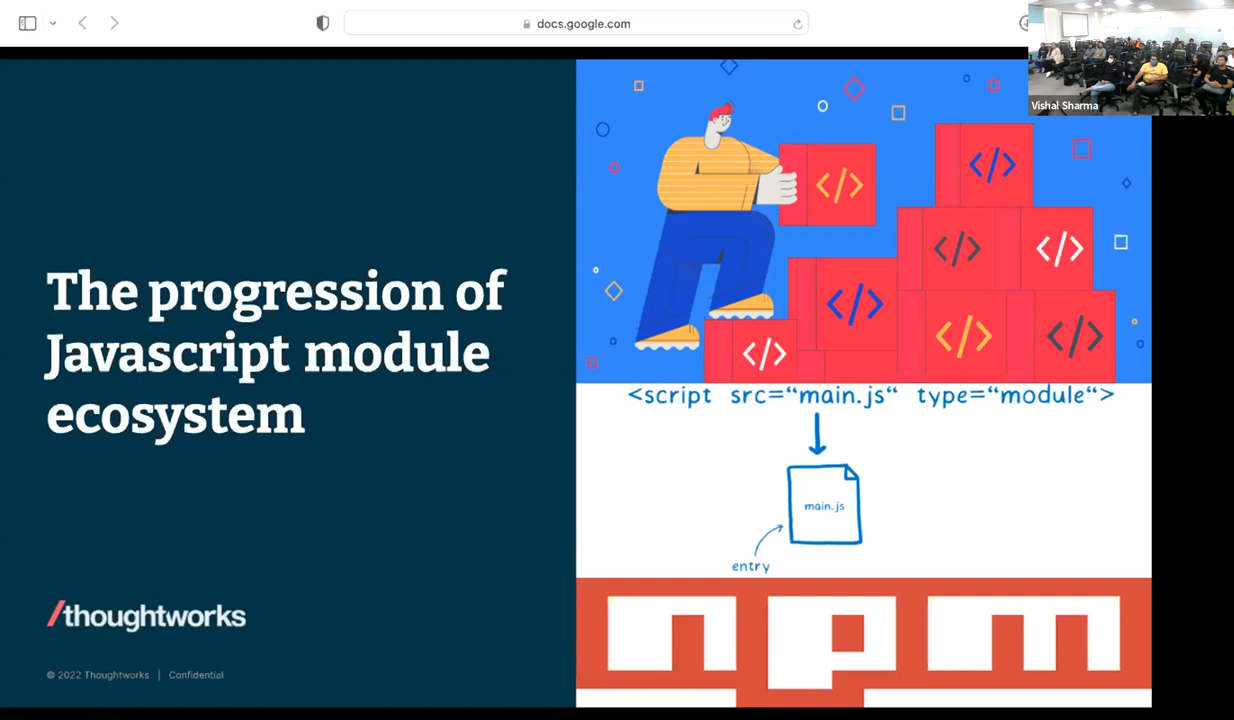 docs.google.com
Vishal Sharma
The progression of
Javascript module
ecosystem
/thoughtworks
© 2022 Thoughtworks | Confidential
</>
</>
</>
</>
</>
</>
</>
</>
<script src=“main.js“ type=“module“>
main.js
entry
npm